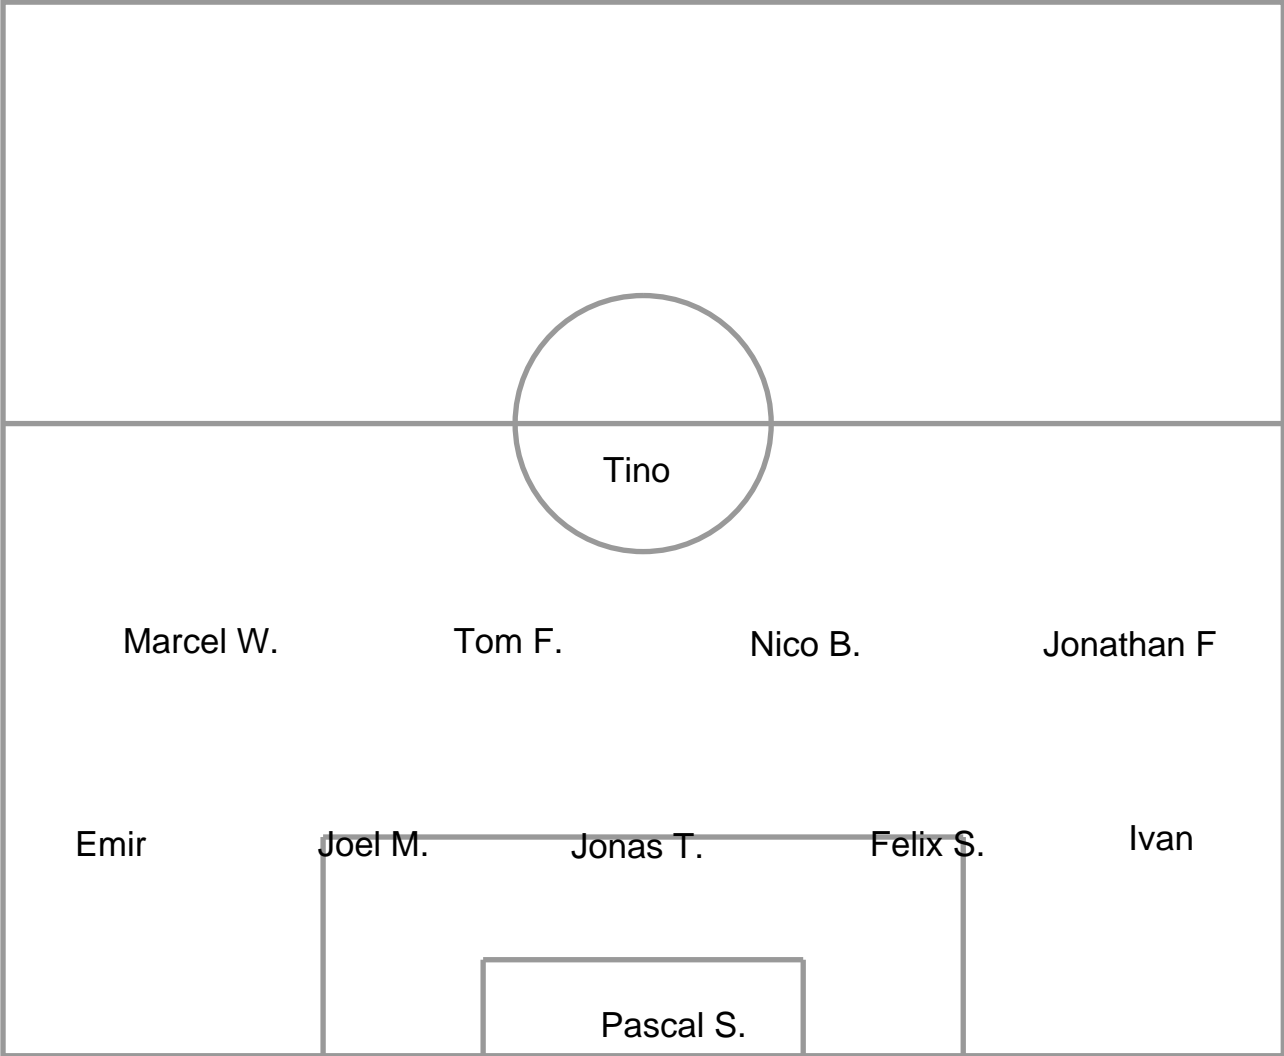 Tino
Marcel W.
Tom F.
Nico B.
Jonathan F
Emir
Joel M.
Jonas T.
Felix S.
Ivan
Pascal S.